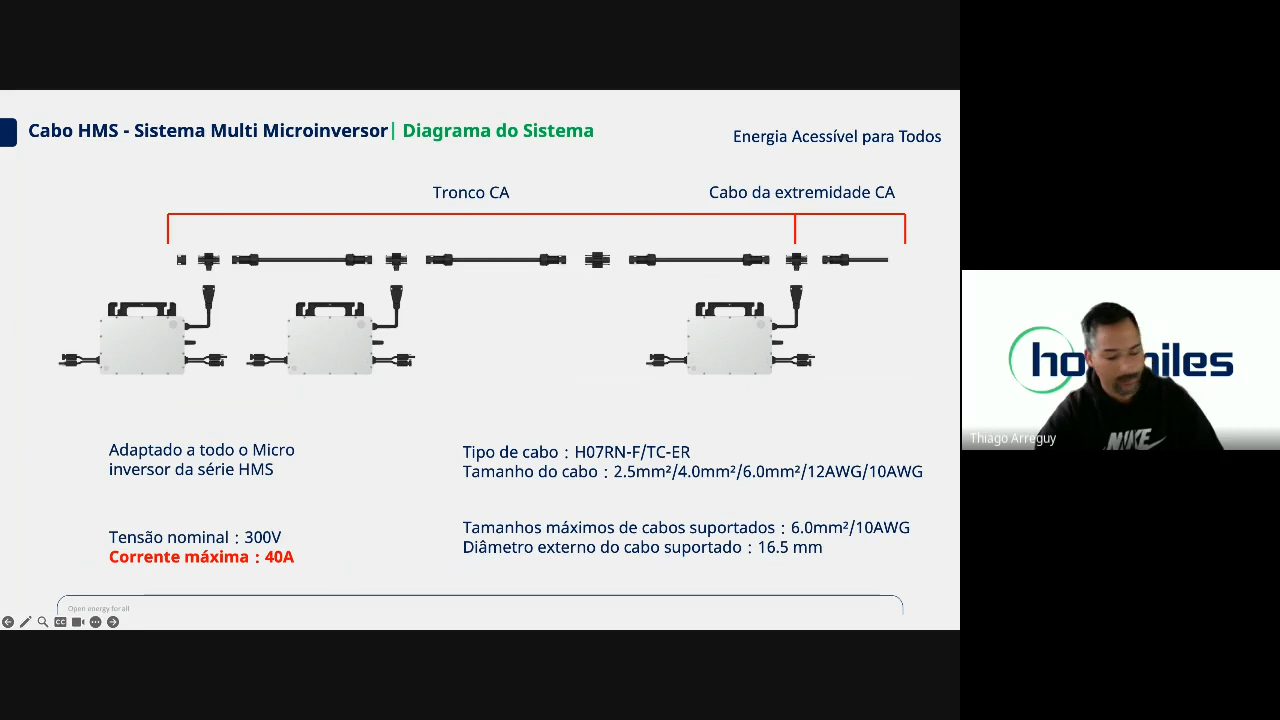 Cabo HMS - Sistema Multi Microinversor| Diagrama do Sistema
Energia Acessível para Todos
Tronco CA
Cabo da extremidade CA
Adaptado a todo o Micro
inversor da série HMS
Tipo de cabo：H07RN-F/TC-ER
Tamanho do cabo：2.5mm²/4.0mm²/6.0mm²/12AWG/10AWG
Tensão nominal：300V
Corrente máxima：40A
Tamanhos máximos de cabos suportados：6.0mm²/10AWG
Diâmetro externo do cabo suportado：16.5 mm
Open energy for all
CC
ho miles
NIKE
Thiago Arreguy